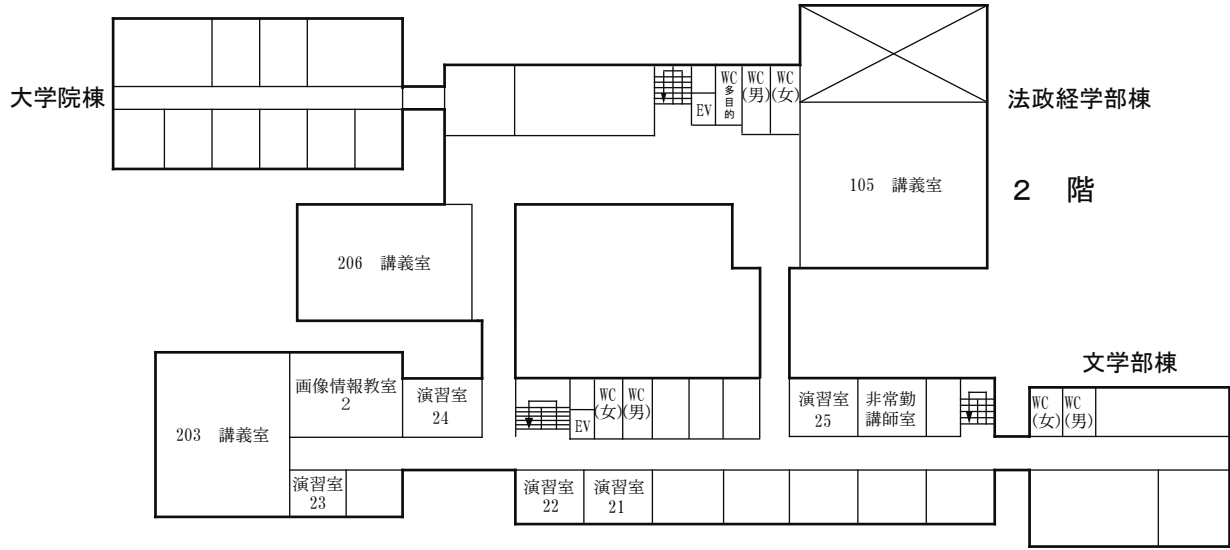 大学院棟
EV
WC
多目的
WC
(男)
WC
(女)
法政経学部棟
105 講義室
2 階
206 講義室
文学部棟
画像情報教室
2
演習室
24
203 講義室
EV
WC
(女)
WC
(男)
演習室
25
非常勤
講師室
WC
(女)
WC
(男)
演習室
23
演習室
22
演習室
21